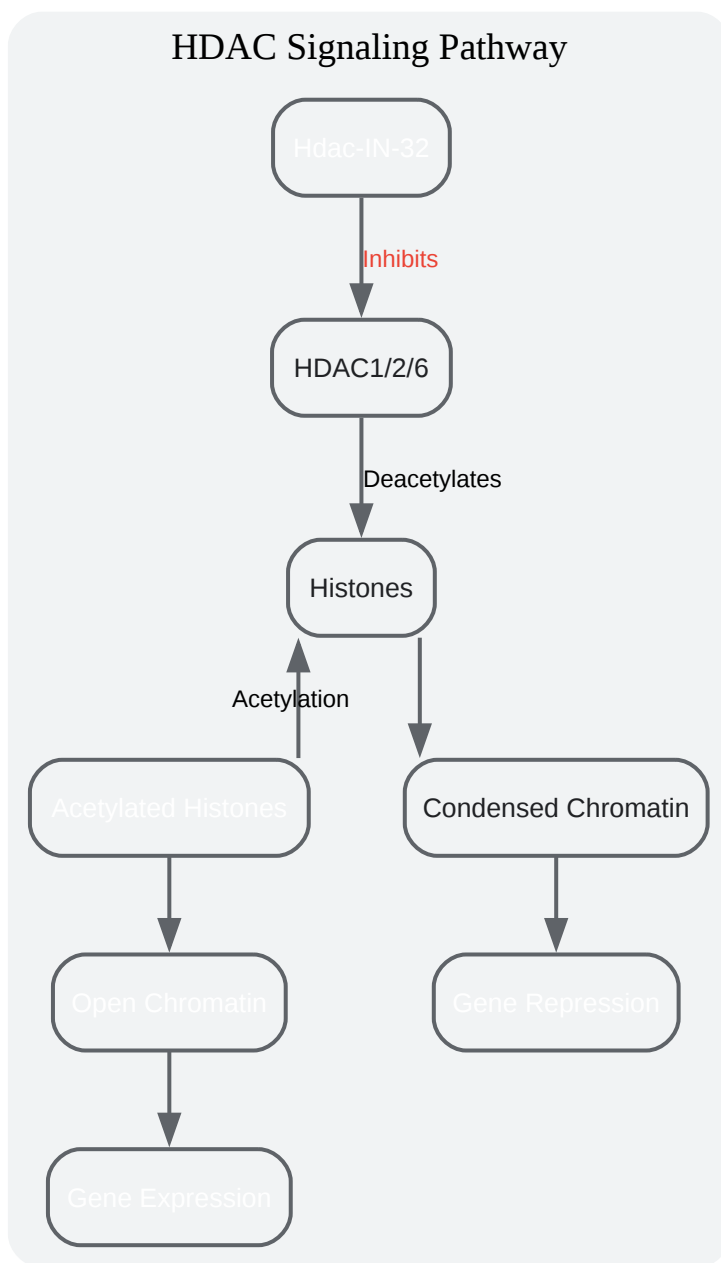 HDAC Signaling Pathway
Hdac-IN-32
Inhibits
HDAC1/2/6
Deacetylates
Histones
Acetylation
Acetylated Histones
Condensed Chromatin
Open Chromatin
Gene Repression
Gene Expression